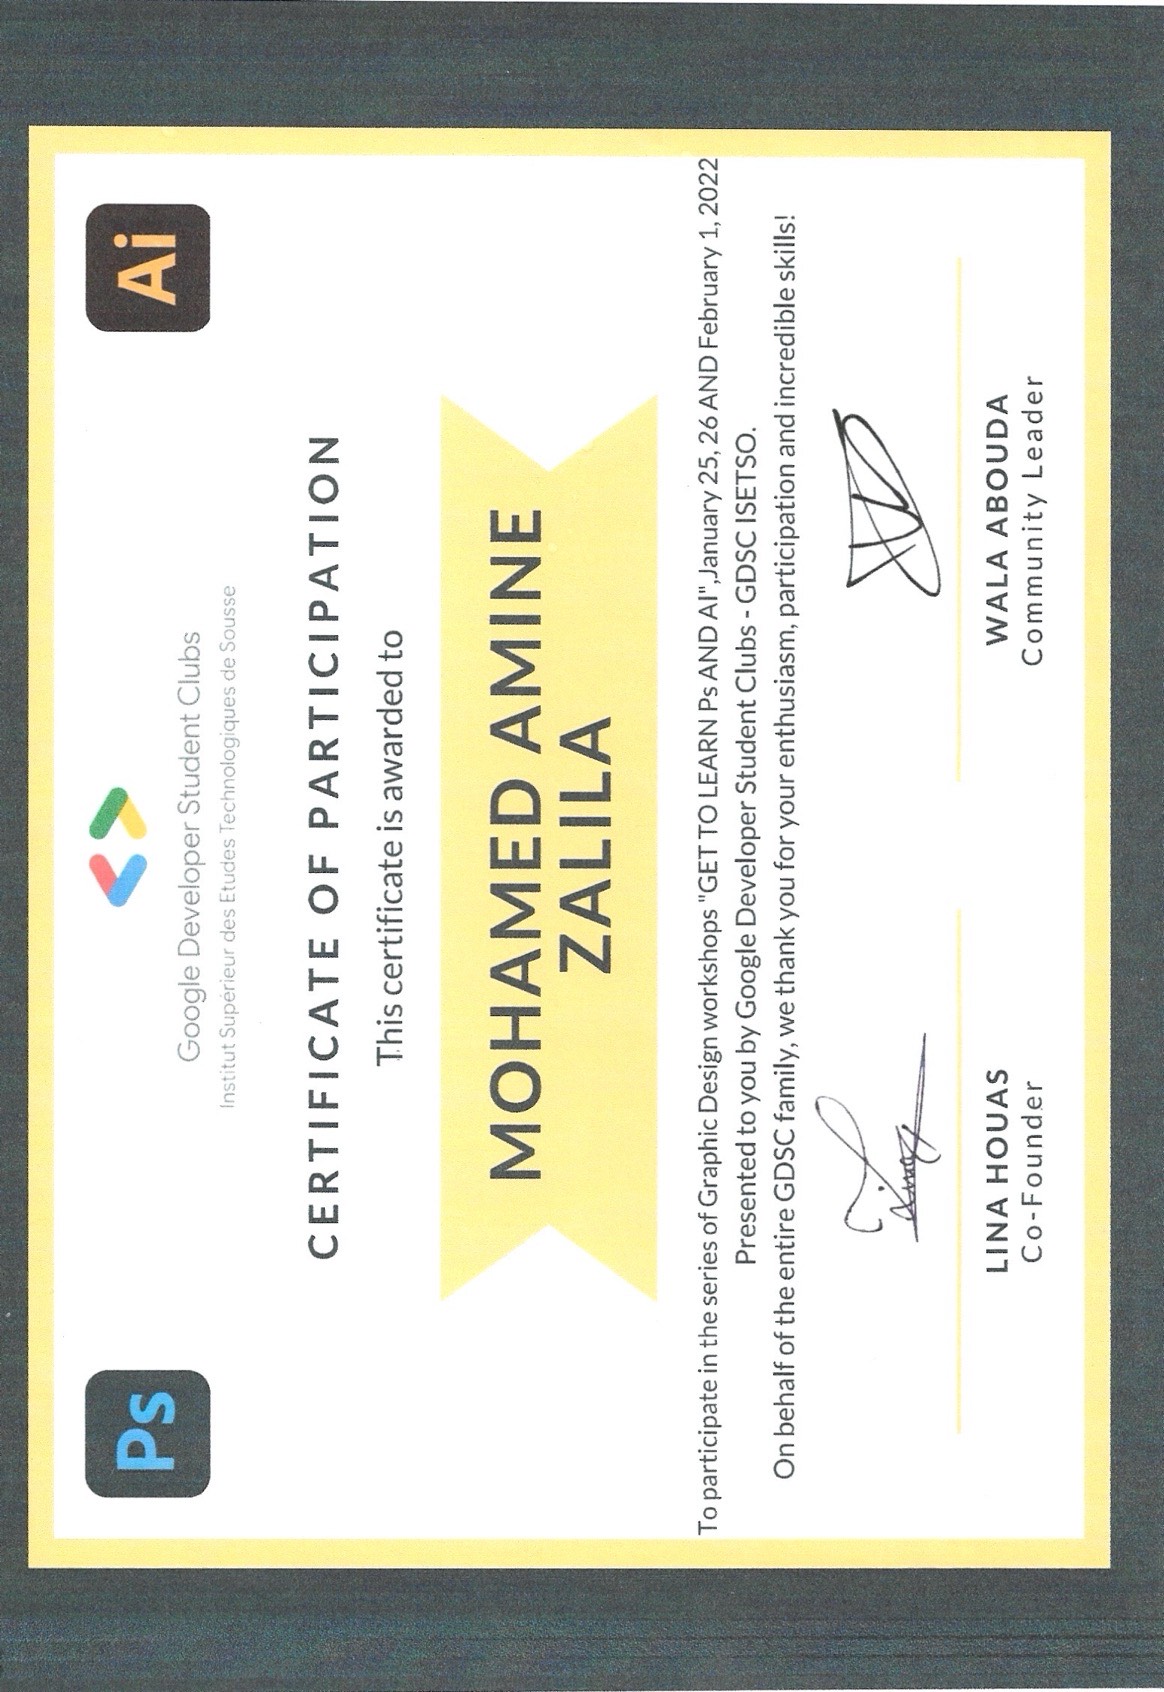 Ps
Ai
Google Developer Student Clubs
Institut Supérieur des Etudes Technologiques de Sousse
CERTIFICATE OF PARTICIPATION
This certificate is awarded to
MOHAMED AMINE
ZALILA
To participate in the series of Graphic Design workshops "GET TO LEARN Ps AND AI",January 25, 26 AND February 1, 2022
Presented to you by Google Developer Student Clubs - GDSC ISETSO.
On behalf of the entire GDSC family, we thank you for your enthusiasm, participation and incredible skills!
Lina
LINA HOUAS
Co-Founder
WALA ABOUDA
Community Leader